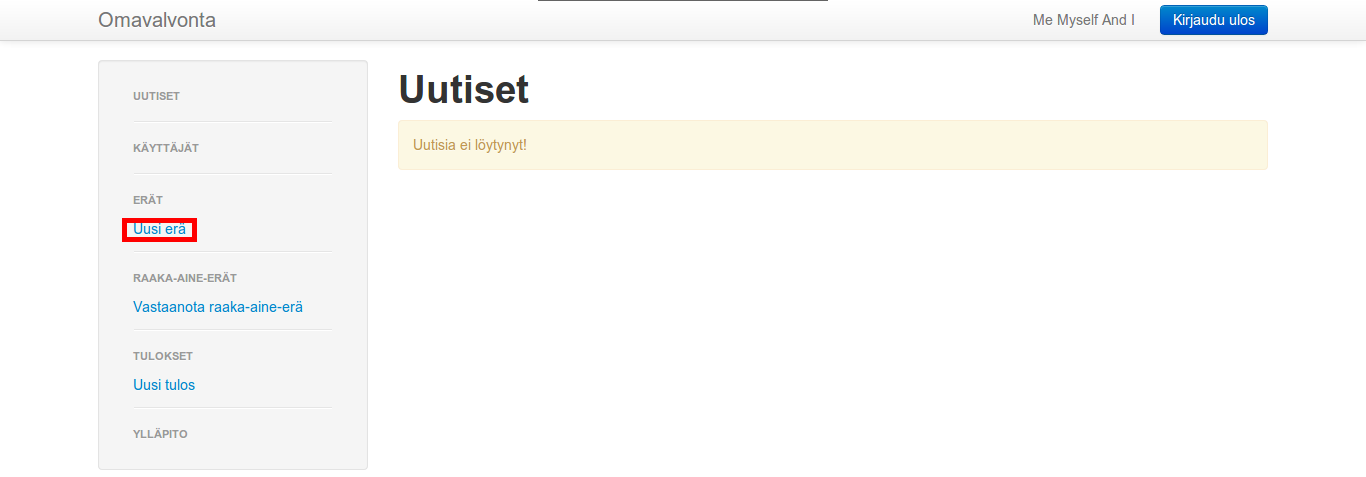 Omavalvonta
Me Myself And I
Kirjaudu ulos
UUTISET
KÄYTTÄJÄT
ERÄT
Uusi erä
RAAKA-AINE-ERÄT
Vastaanota raaka-aine-erä
TULOKSET
Uusi tulos
YLLÄPITO
Uutiset
Uutisia ei löytynyt!